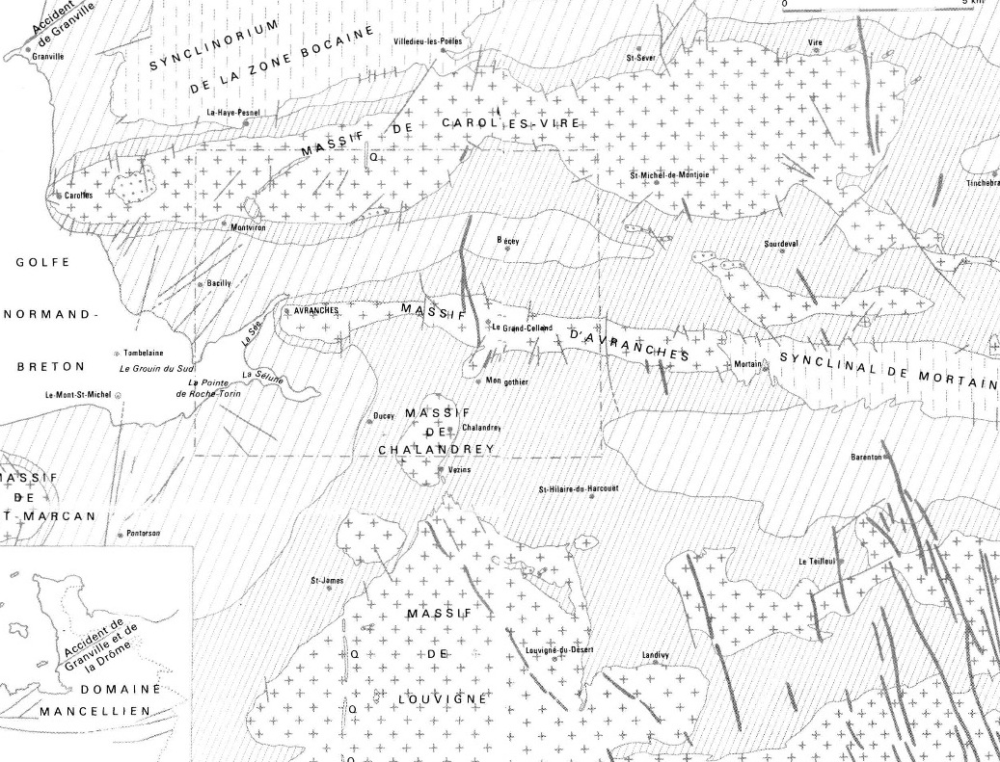 Accident
de Granville
Granville
SYNCLINORIUM
DE LA ZONE BOCAINE
Villedieu-les-Poëles
St-Sever
Vire
0
5 km
La-Haye-Pesnel
MASSIF DE CAROLLES-VIRE
Q
St-Michel-de-Montjoie
Tinchebra
Carolles
Montviron
Bécey
Sourdeval
GOLFE
NORMAND-
BRETON
Bacilly
AVRANCHES
MASSIF
D'AVRANCHES
Le Grand-Celland
La Sée
Tombelaine
Le Grouin du Sud
La Sélune
La Pointe
de Roche-Torin
Le-Mont-St-Michel
Mortain
SYNCLINAL DE MORTAIN
Mon gothier
Ducey
MASSIF
DE
CHALANDREY
Chalandrey
Vezins
Barenton
MASSIF
DE
T-MARCAN
St-Hilaire-du-Harcouët
Pontorson
Le Teilleul
St-James
MASSIF
DE
LOUVIGNÉ
Q
Q
Q
Louvigné-du-Désert
Landivy
Accident de
Granville et de
la Drôme
DOMAINE
MANCELLIEN